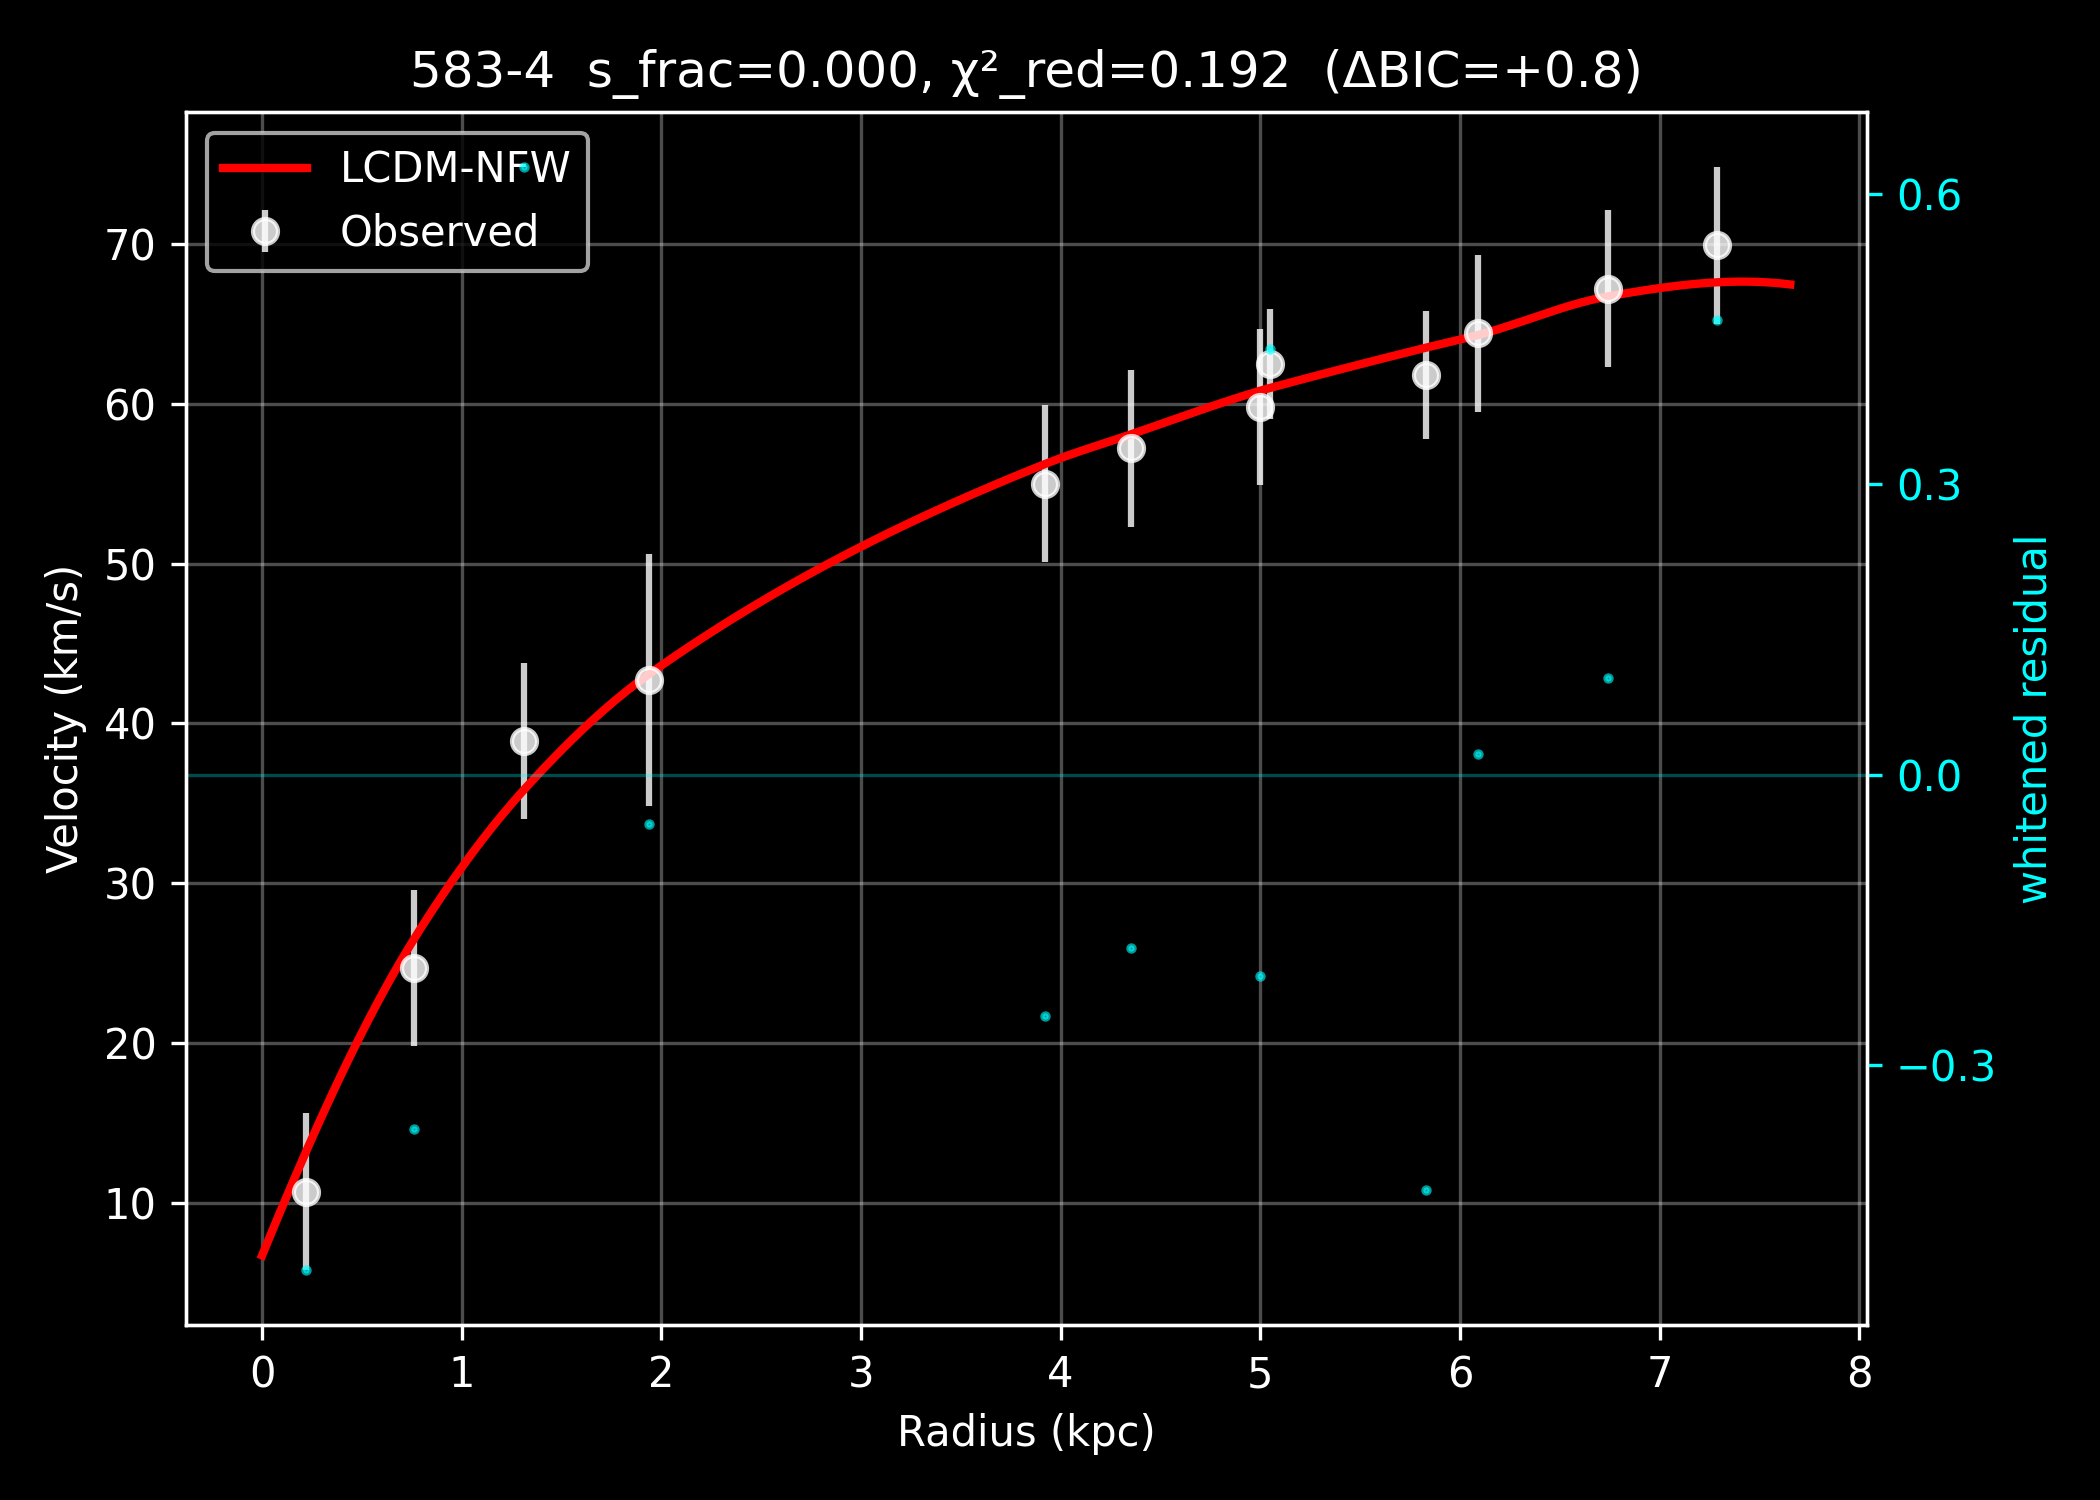 583-4  s_frac=0.000, χ²_red=0.192  (ΔBIC=+0.8)
LCDM-NFW
Observed
70
60
50
40
30
20
10
Velocity (km/s)
0.6
0.3
0.0
−0.3
whitened residual
0 1 2 3 4 5 6 7 8
Radius (kpc)